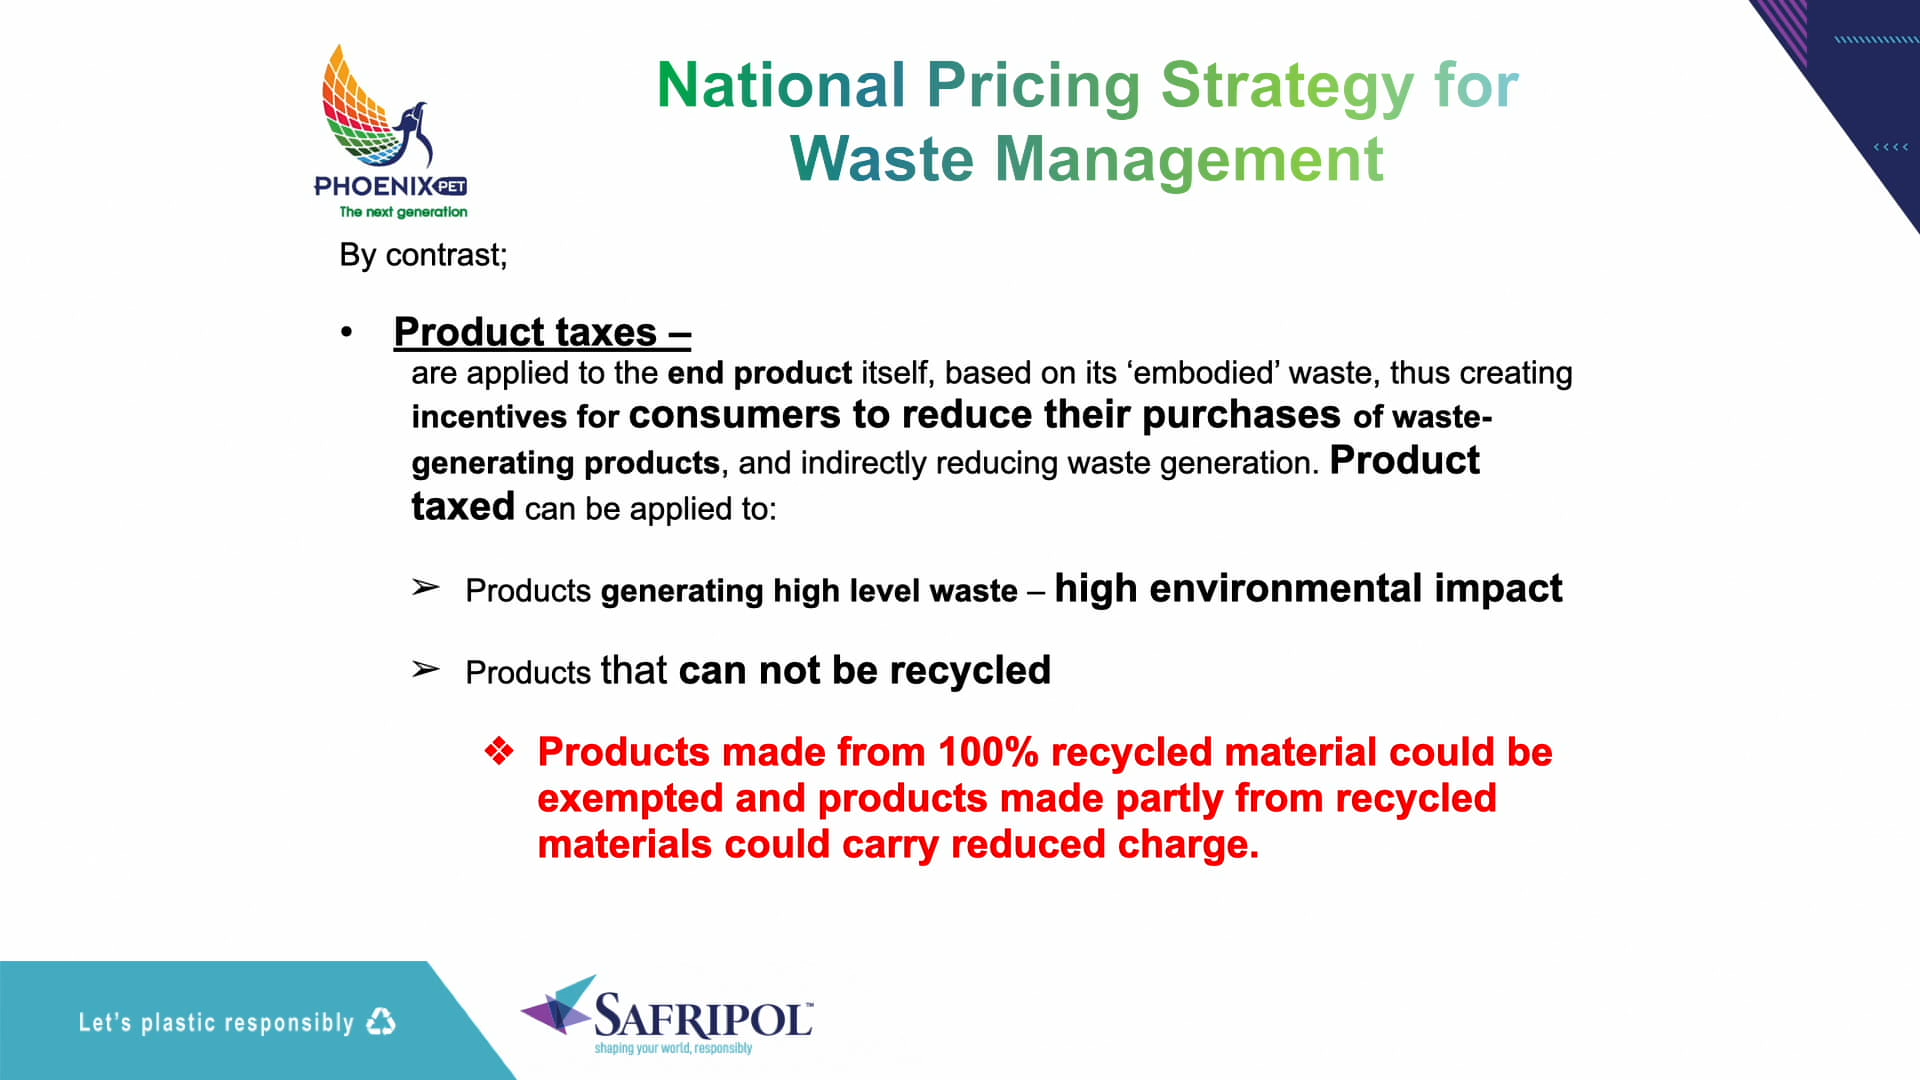 National Pricing Strategy for
Waste Management
PHOENIX PET
The next generation
By contrast;
• Product taxes –
are applied to the end product itself, based on its ‘embodied’ waste, thus creating
incentives for consumers to reduce their purchases of waste-
generating products, and indirectly reducing waste generation. Product
taxed can be applied to:
➢ Products generating high level waste – high environmental impact
➢ Products that can not be recycled
❖ Products made from 100% recycled material could be
exempted and products made partly from recycled
materials could carry reduced charge.
Let's plastic responsibly
SAFRIPOL™
shaping your world, responsibly